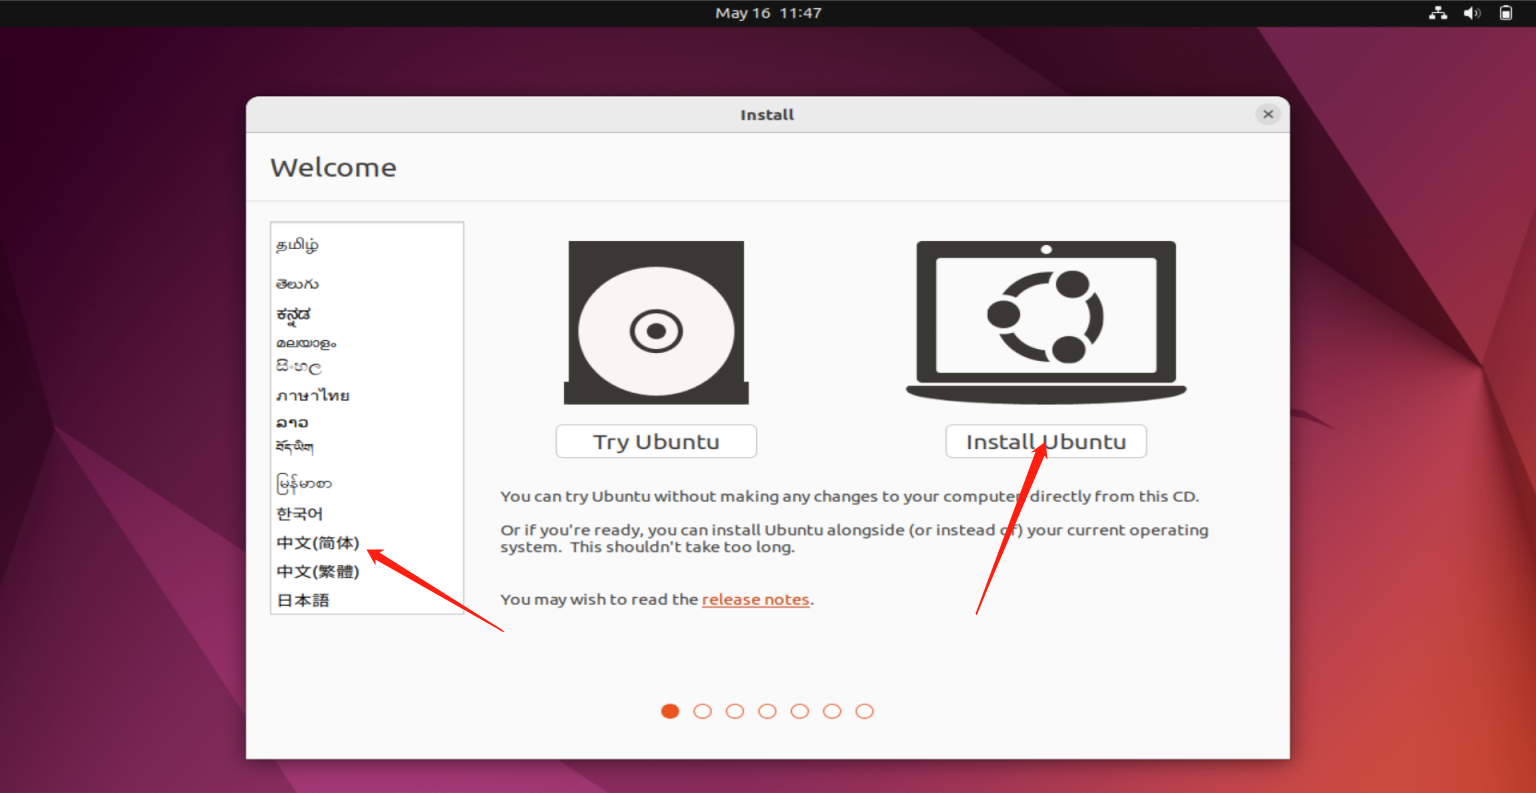 May 16 11:47
Install
Welcome
தமிழ்
తెలుగు
ಕನ್ನಡ
മലയാളം
සිංහල
ภาษาไทย
ລາວ
བོད་ཡིག
မြန်မာစာ
한국어
中文(简体)
中文(繁體)
日本語
Try Ubuntu
Install Ubuntu
You can try Ubuntu without making any changes to your computer, directly from this CD.
Or if you're ready, you can install Ubuntu alongside (or instead of) your current operating
system. This shouldn't take too long.
You may wish to read the release notes.